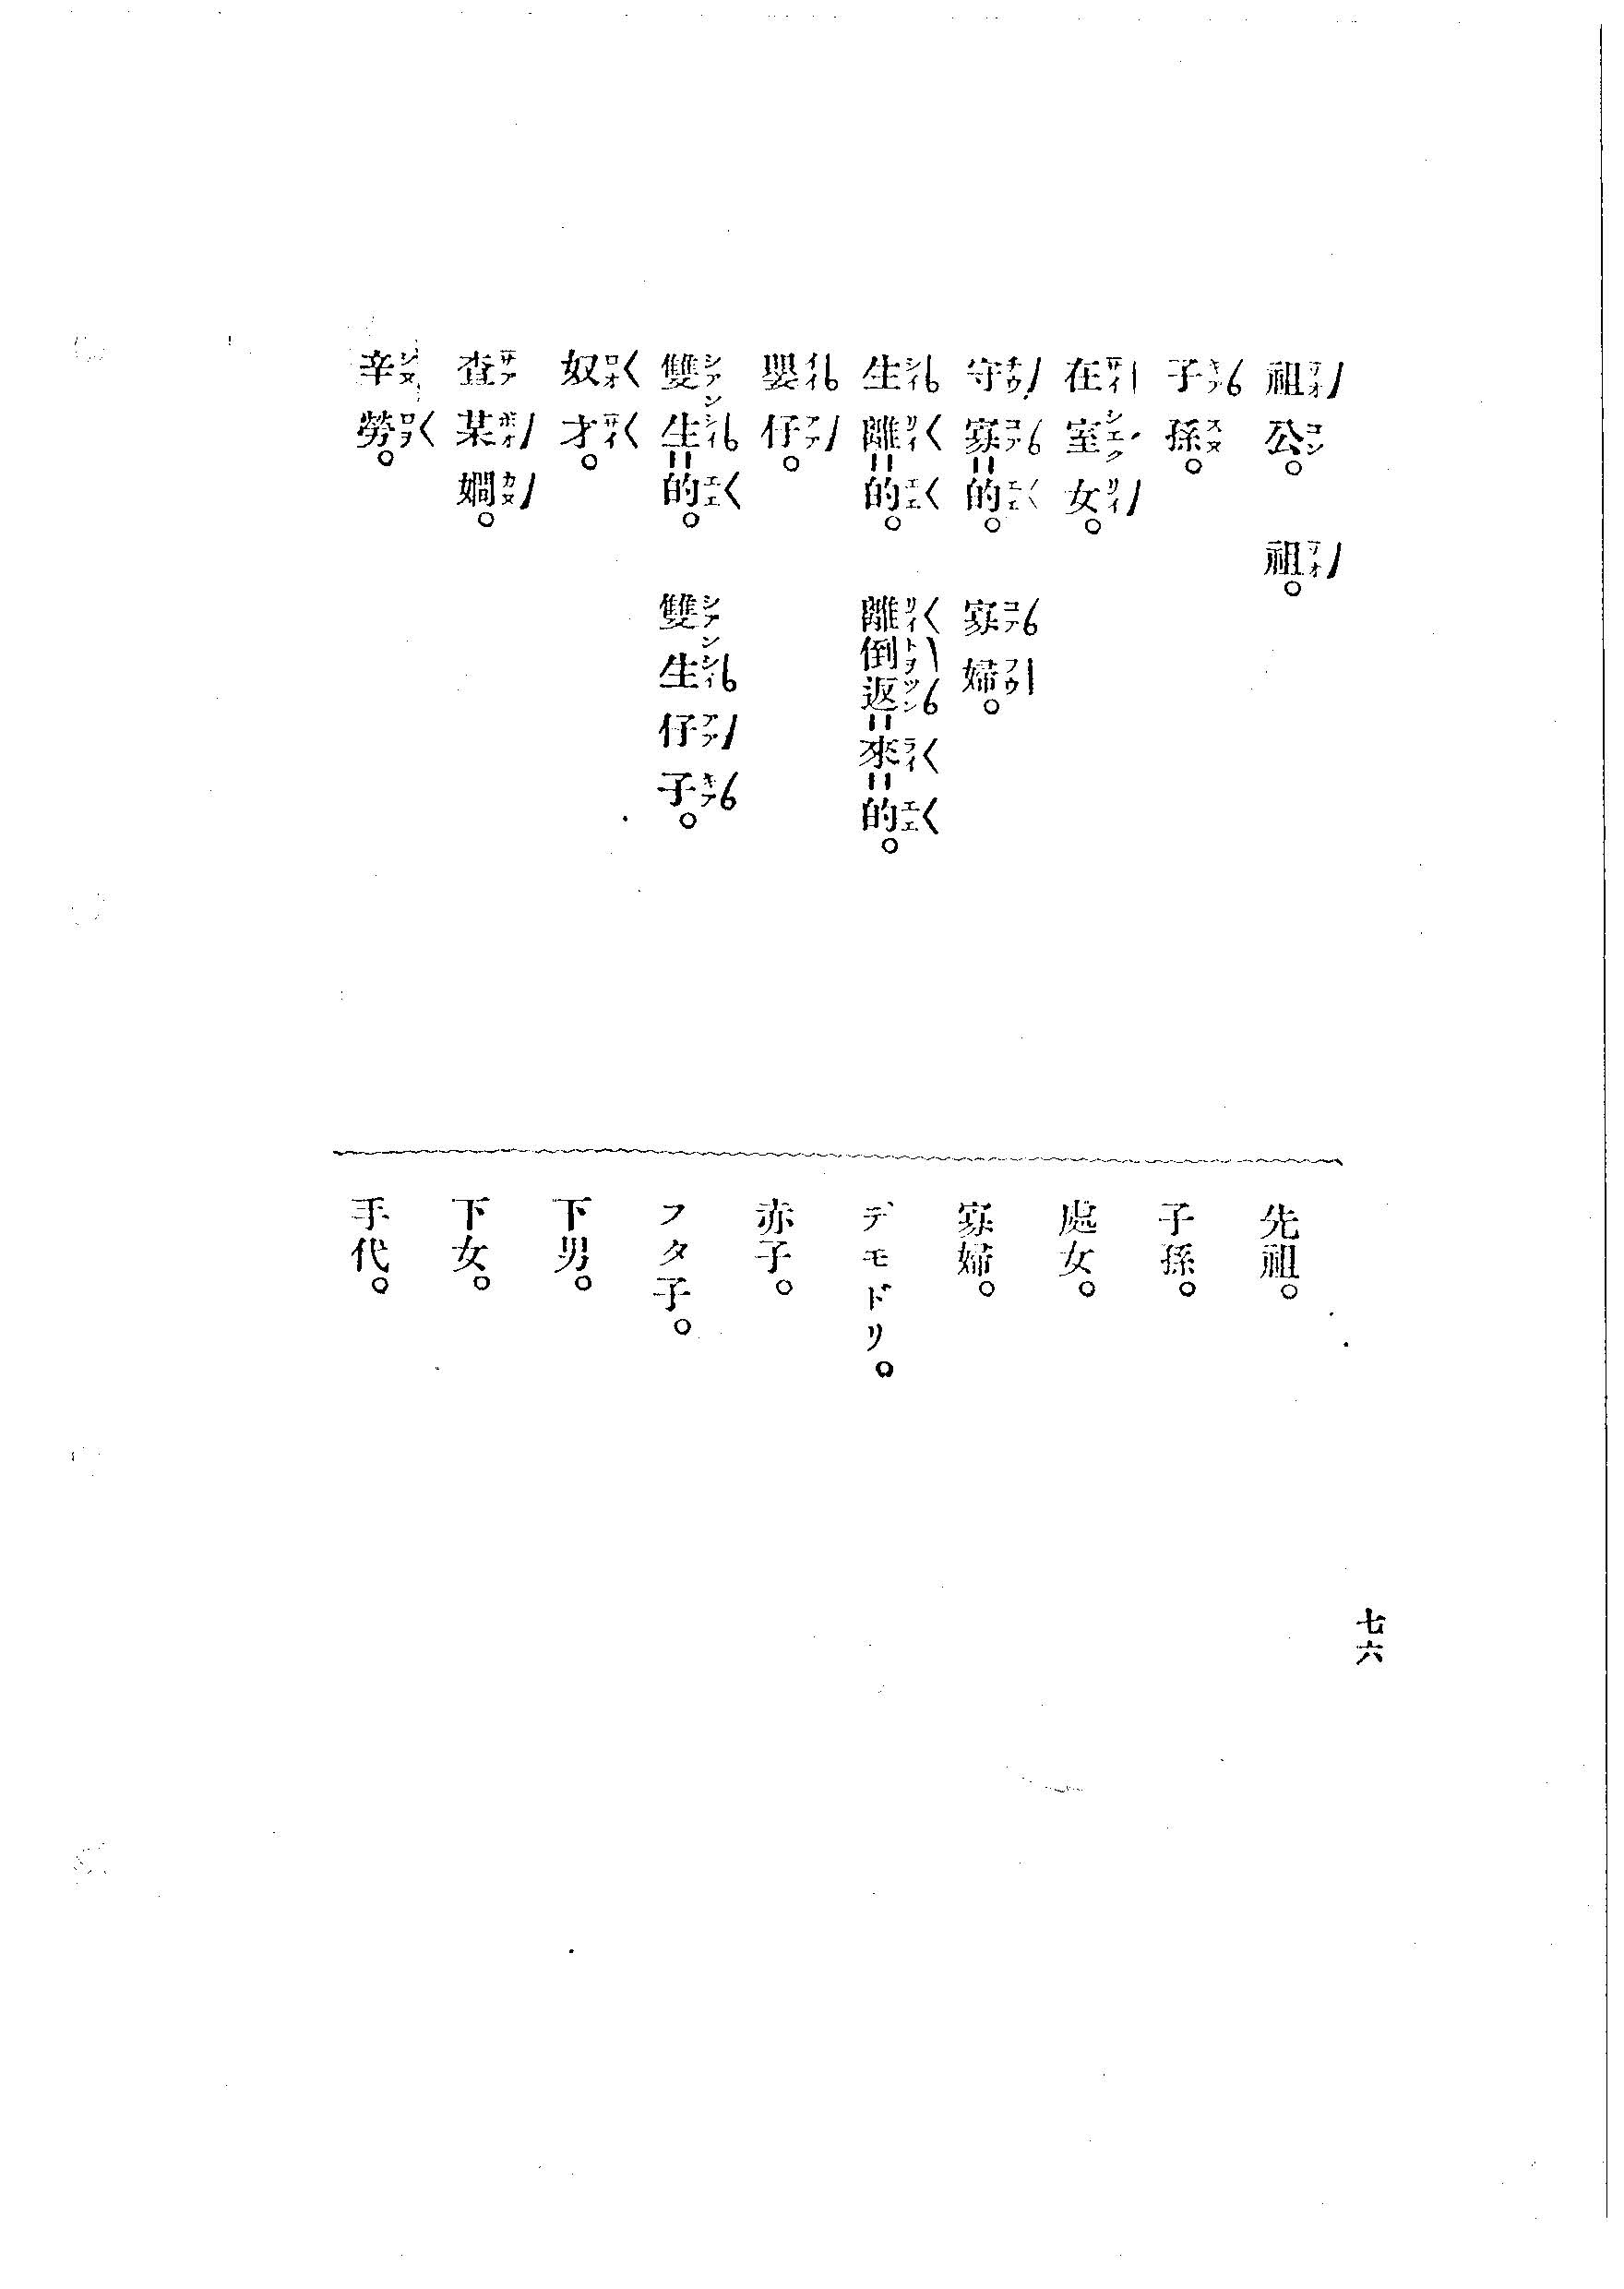 祖公。 祖。
子孫。
在室女。
守寡=的。 寡婦。
生離=的。 離倒返=來=的。
嬰仔。
雙生=的。 雙生仔子。
奴才。
查某嫺。
辛勞。
先祖。
子孫。
處女。
寡婦。
デモドリ。
赤子。
フタ子。
下男。
下女。
手代。
七六